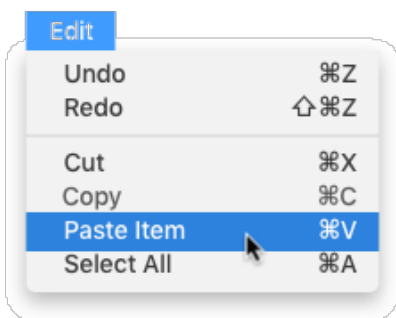 Edit
Undo ⌘Z
Redo ⇧⌘Z
Cut ⌘X
Copy ⌘C
Paste Item ⌘V
Select All ⌘A